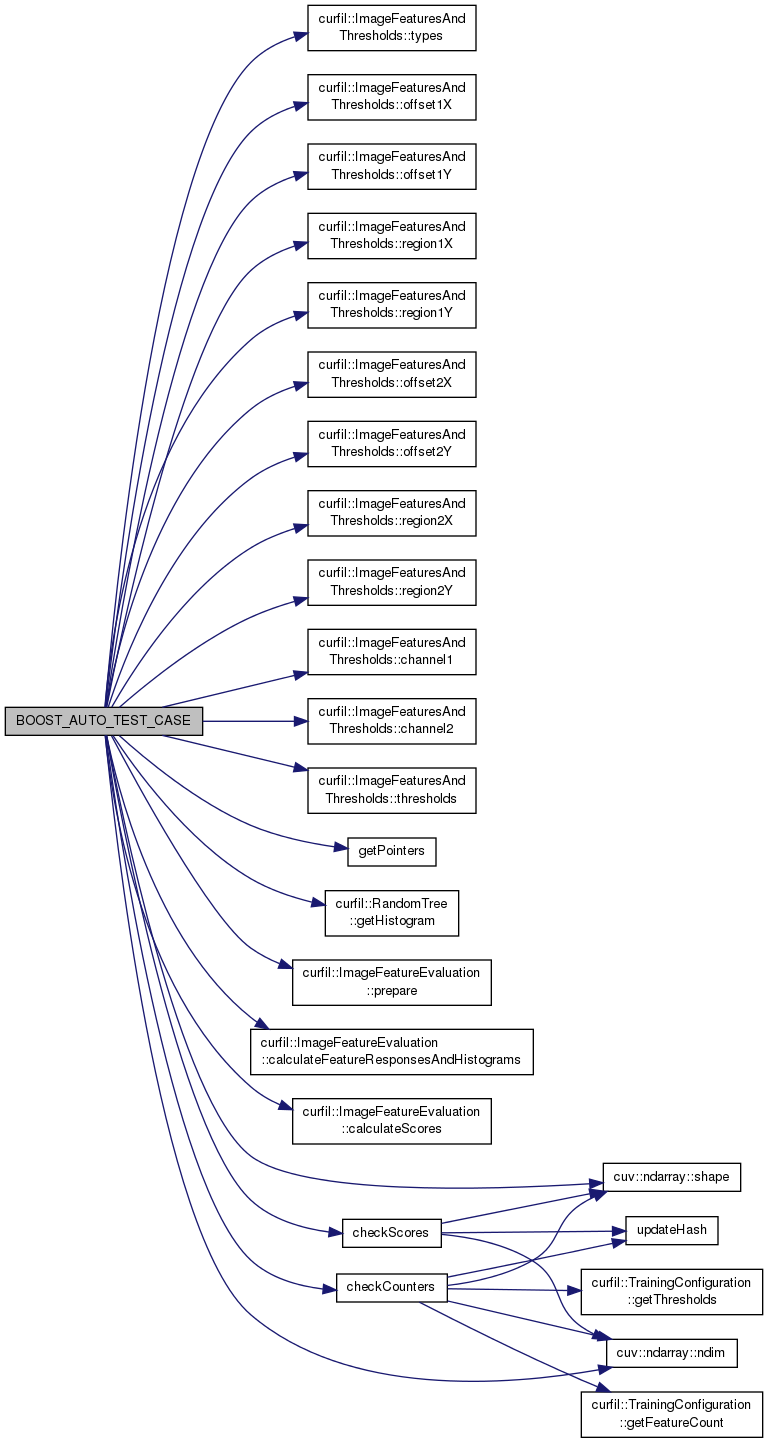 curfil::ImageFeaturesAnd
Thresholds::types
curfil::ImageFeaturesAnd
Thresholds::offset1X
curfil::ImageFeaturesAnd
Thresholds::offset1Y
curfil::ImageFeaturesAnd
Thresholds::region1X
curfil::ImageFeaturesAnd
Thresholds::region1Y
curfil::ImageFeaturesAnd
Thresholds::offset2X
curfil::ImageFeaturesAnd
Thresholds::offset2Y
curfil::ImageFeaturesAnd
Thresholds::region2X
curfil::ImageFeaturesAnd
Thresholds::region2Y
curfil::ImageFeaturesAnd
Thresholds::channel1
BOOST_AUTO_TEST_CASE
curfil::ImageFeaturesAnd
Thresholds::channel2
curfil::ImageFeaturesAnd
Thresholds::thresholds
getPointers
curfil::RandomTree
::getHistogram
curfil::ImageFeatureEvaluation
::prepare
curfil::ImageFeatureEvaluation
::calculateFeatureResponsesAndHistograms
curfil::ImageFeatureEvaluation
::calculateScores
cuv::ndarray::shape
checkScores
updateHash
checkCounters
curfil::TrainingConfiguration
::getThresholds
cuv::ndarray::ndim
curfil::TrainingConfiguration
::getFeatureCount